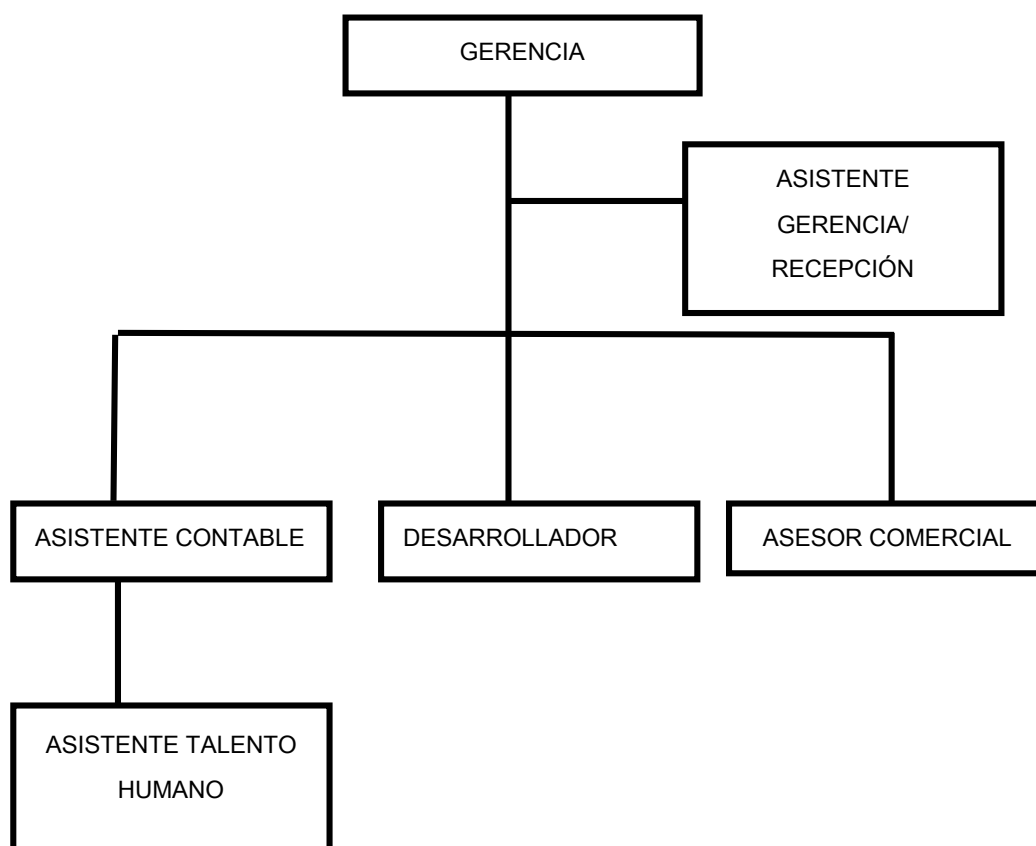 GERENCIA
ASISTENTE
GERENCIA/
RECEPCIÓN
ASISTENTE CONTABLE
DESARROLLADOR
ASESOR COMERCIAL
ASISTENTE TALENTO
HUMANO